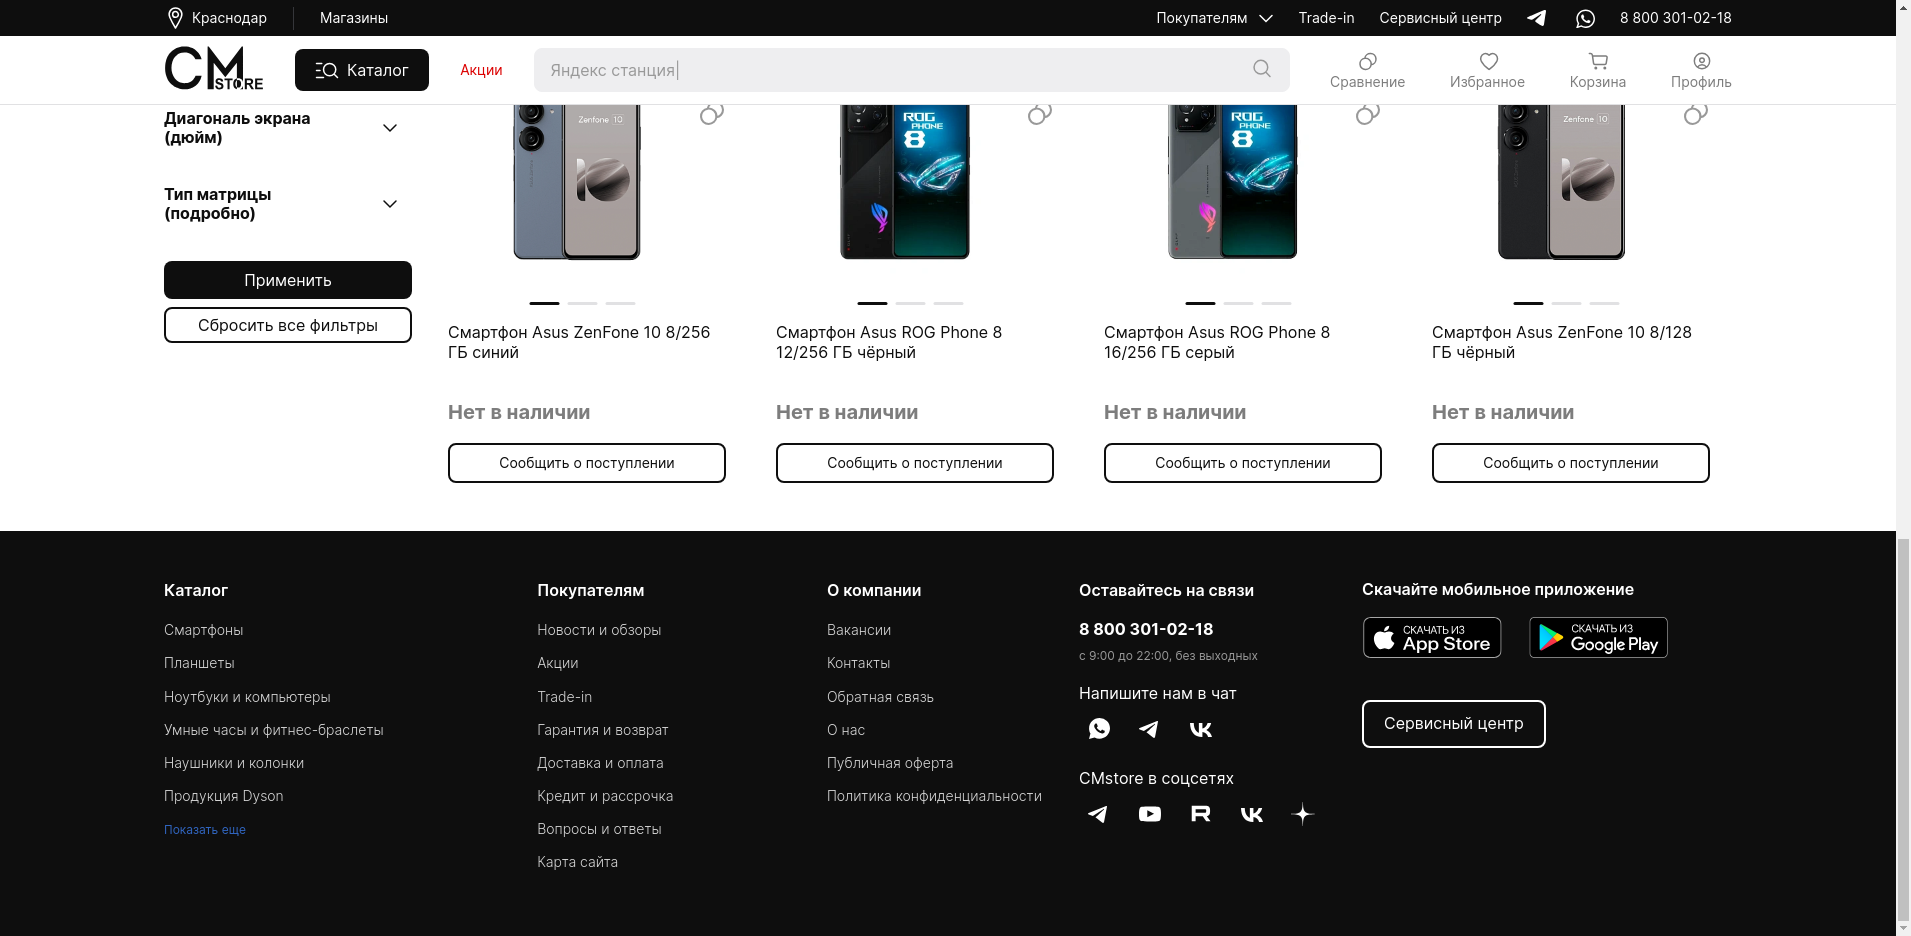 Краснодар
Магазины
Покупателям
Trade-in
Сервисный центр
8 800 301-02-18
CM STORE
Каталог
Акции
Яндекс станция
Сравнение
Избранное
Корзина
Профиль
Диагональ экрана
(дюйм)
Тип матрицы
(подробно)
Применить
Сбросить все фильтры
Zenfone 10
ROG
PHONE
8
ROG
PHONE
8
Zenfone 10
Смартфон Asus ZenFone 10 8/256
ГБ синий
Нет в наличии
Сообщить о поступлении
Смартфон Asus ROG Phone 8
12/256 ГБ чёрный
Нет в наличии
Сообщить о поступлении
Смартфон Asus ROG Phone 8
16/256 ГБ серый
Нет в наличии
Сообщить о поступлении
Смартфон Asus ZenFone 10 8/128
ГБ чёрный
Нет в наличии
Сообщить о поступлении
Каталог
Смартфоны
Планшеты
Ноутбуки и компьютеры
Умные часы и фитнес-браслеты
Наушники и колонки
Продукция Dyson
Показать еще
Покупателям
Новости и обзоры
Акции
Trade-in
Гарантия и возврат
Доставка и оплата
Кредит и рассрочка
Вопросы и ответы
Карта сайта
О компании
Вакансии
Контакты
Обратная связь
О нас
Публичная оферта
Политика конфиденциальности
Оставайтесь на связи
8 800 301-02-18
с 9:00 до 22:00, без выходных
Напишите нам в чат
CMstore в соцсетях
Скачайте мобильное приложение
СКАЧАТЬ ИЗ
App Store
СКАЧАТЬ ИЗ
Google Play
Сервисный центр